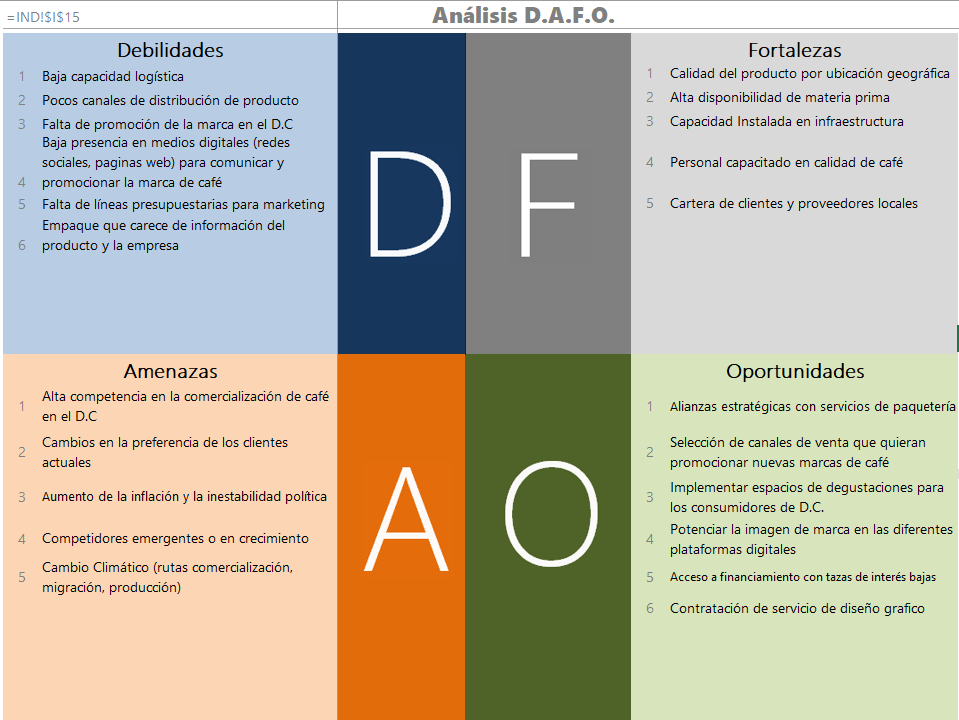 =IND!$I$15
Análisis D.A.F.O.
Debilidades
1 Baja capacidad logística
2 Pocos canales de distribución de producto
3 Falta de promoción de la marca en el D.C
Baja presencia en medios digitales (redes
sociales, paginas web) para comunicar y
4 promocionar la marca de café
5 Falta de líneas presupuestarias para marketing
Empaque que carece de información del
6 producto y la empresa
D
F
Fortalezas
1 Calidad del producto por ubicación geográfica
2 Alta disponibilidad de materia prima
3 Capacidad Instalada en infraestructura
4 Personal capacitado en calidad de café
5 Cartera de clientes y proveedores locales
Amenazas
1 Alta competencia en la comercialización de café
en el D.C
2 Cambios en la preferencia de los clientes
actuales
3 Aumento de la inflación y la inestabilidad política
4 Competidores emergentes o en crecimiento
5 Cambio Climático (rutas comercialización,
migración, producción)
A
O
Oportunidades
1 Alianzas estratégicas con servicios de paquetería
2 Selección de canales de venta que quieran
promocionar nuevas marcas de café
3 Implementar espacios de degustaciones para
los consumidores de D.C.
4 Potenciar la imagen de marca en las diferentes
plataformas digitales
5 Acceso a financiamiento con tazas de interés bajas
6 Contratación de servicio de diseño grafico